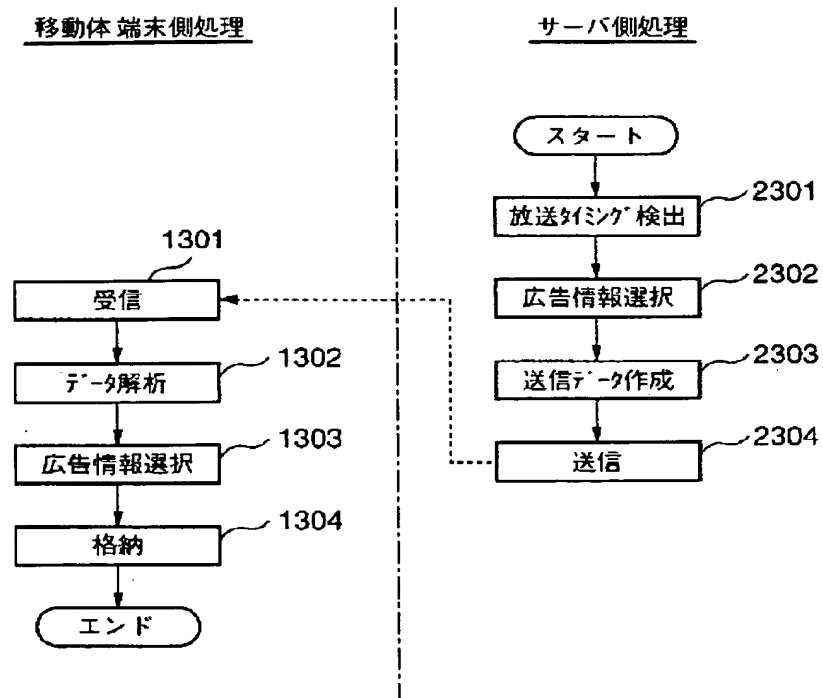 移動体端末側処理
サーバ側処理
スタート
2301
放送タイミング検出
2302
広告情報選択
2303
送信データ作成
2304
送信
1301
受信
1302
データ解析
1303
広告情報選択
1304
格納
エンド